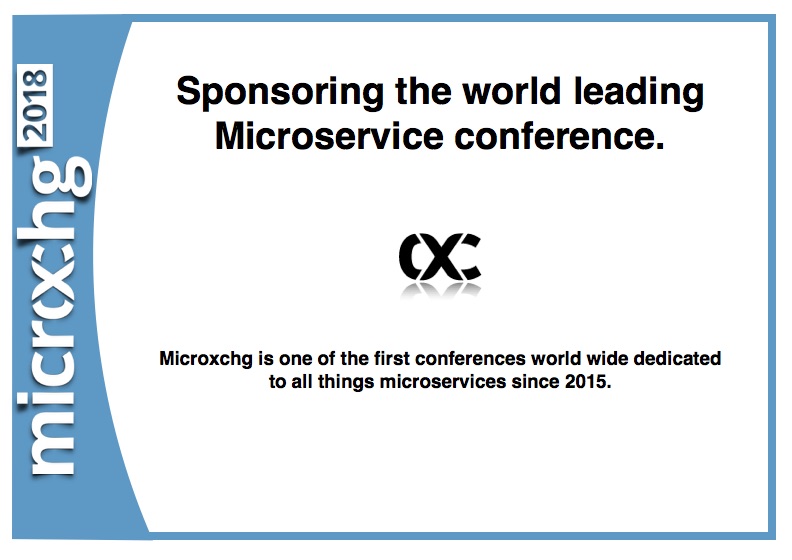 microxchg 2018
Sponsoring the world leading
Microservice conference.
Microxchg is one of the first conferences world wide dedicated
to all things microservices since 2015.